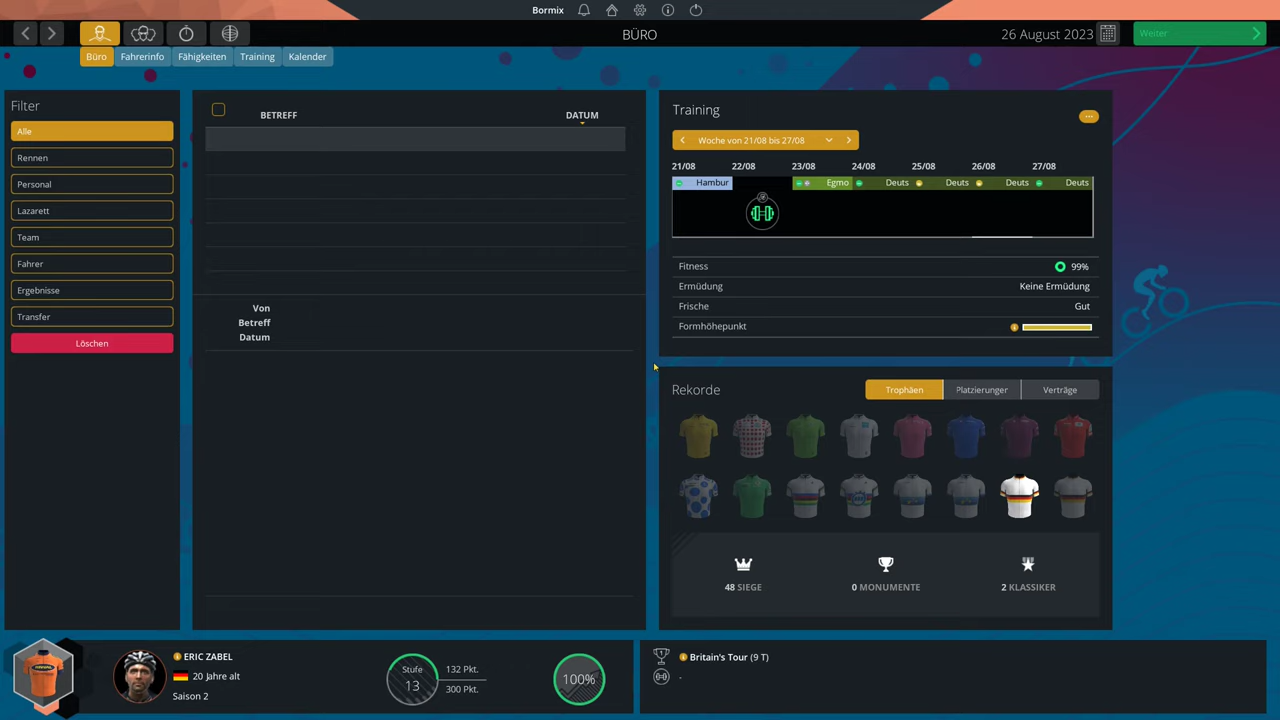 Bormix
BÜRO
26 August 2023
Weiter
Büro
Fahrerinfo
Fähigkeiten
Training
Kalender
Filter
Alle
Rennen
Personal
Lazarett
Team
Fahrer
Ergebnisse
Transfer
Löschen
BETREFF DATUM
Von
Betreff
Datum
Training
...
Woche von 21/08 bis 27/08
21/08 22/08 23/08 24/08 25/08 26/08 27/08
Hambur Egmo Deuts Deuts Deuts Deuts
Fitness 99%
Ermüdung Keine Ermüdung
Frische Gut
Formhöhepunkt
Rekorde
Trophäen
Platzierunger
Verträge
48 SIEGE
0 MONUMENTE
2 KLASSIKER
ERIC ZABEL
20 Jahre alt
Saison 2
Stufe
13
132 Pkt.
300 Pkt.
100%
Britain's Tour (9 T)
-